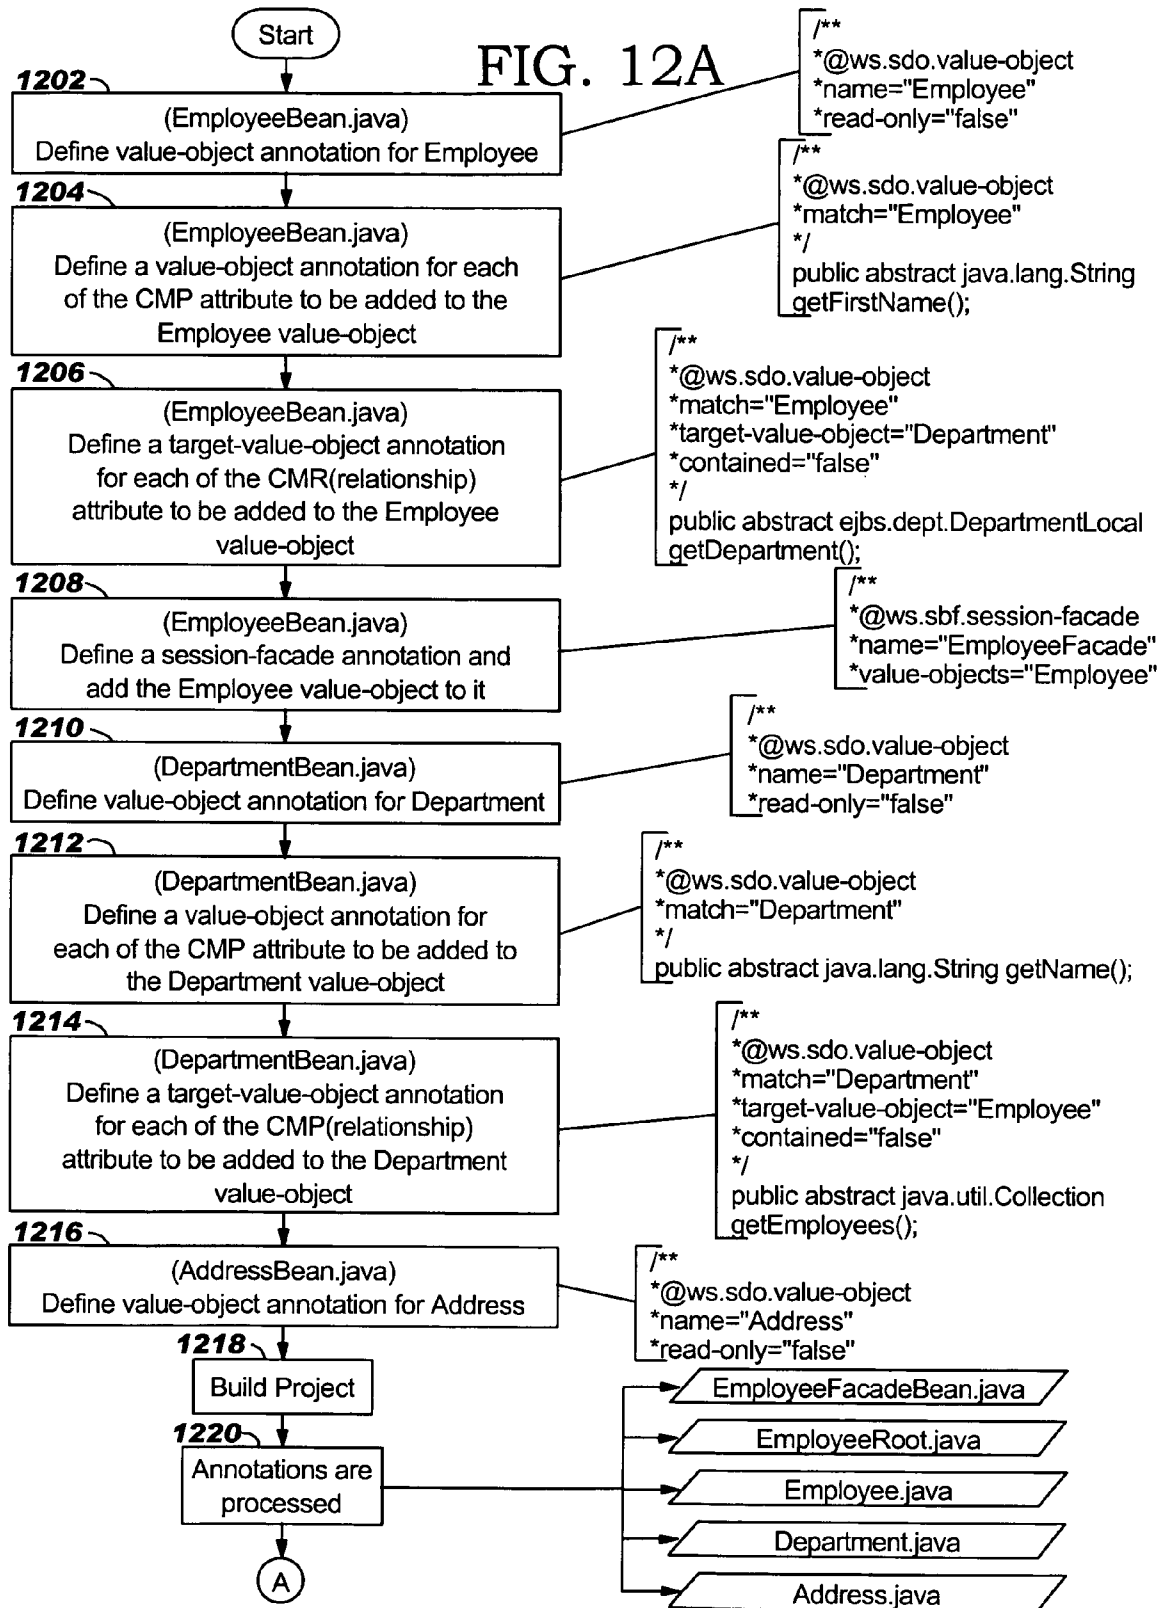 Start
FIG. 12A
1202
(EmployeeBean.java)
Define value-object annotation for Employee
/**
*@ws.sdo.value-object
*name="Employee"
*read-only="false"
1204
(EmployeeBean.java)
Define a value-object annotation for each
of the CMP attribute to be added to the
Employee value-object
/**
*@ws.sdo.value-object
*match="Employee"
*/
public abstract java.lang.String
getFirstName();
1206
(EmployeeBean.java)
Define a target-value-object annotation
for each of the CMR(relationship)
attribute to be added to the Employee
value-object
/**
*@ws.sdo.value-object
*match="Employee"
*target-value-object="Department"
*contained="false"
*/
public abstract ejbs.dept.DepartmentLocal
getDepartment();
1208
(EmployeeBean.java)
Define a session-facade annotation and
add the Employee value-object to it
/**
*@ws.sbf.session-facade
*name="EmployeeFacade"
*value-objects="Employee"
1210
(DepartmentBean.java)
Define value-object annotation for Department
/**
*@ws.sdo.value-object
*name="Department"
*read-only="false"
1212
(DepartmentBean.java)
Define a value-object annotation for
each of the CMP attribute to be added to
the Department value-object
/**
*@ws.sdo.value-object
*match="Department"
*/
public abstract java.lang.String getName();
1214
(DepartmentBean.java)
Define a target-value-object annotation
for each of the CMP(relationship)
attribute to be added to the Department
value-object
/**
*@ws.sdo.value-object
*match="Department"
*target-value-object="Employee"
*contained="false"
*/
public abstract java.util.Collection
getEmployees();
1216
(AddressBean.java)
Define value-object annotation for Address
/**
*@ws.sdo.value-object
*name="Address"
*read-only="false"
1218
Build Project
1220
Annotations are
processed
EmployeeFacadeBean.java
EmployeeRoot.java
Employee.java
Department.java
Address.java
A